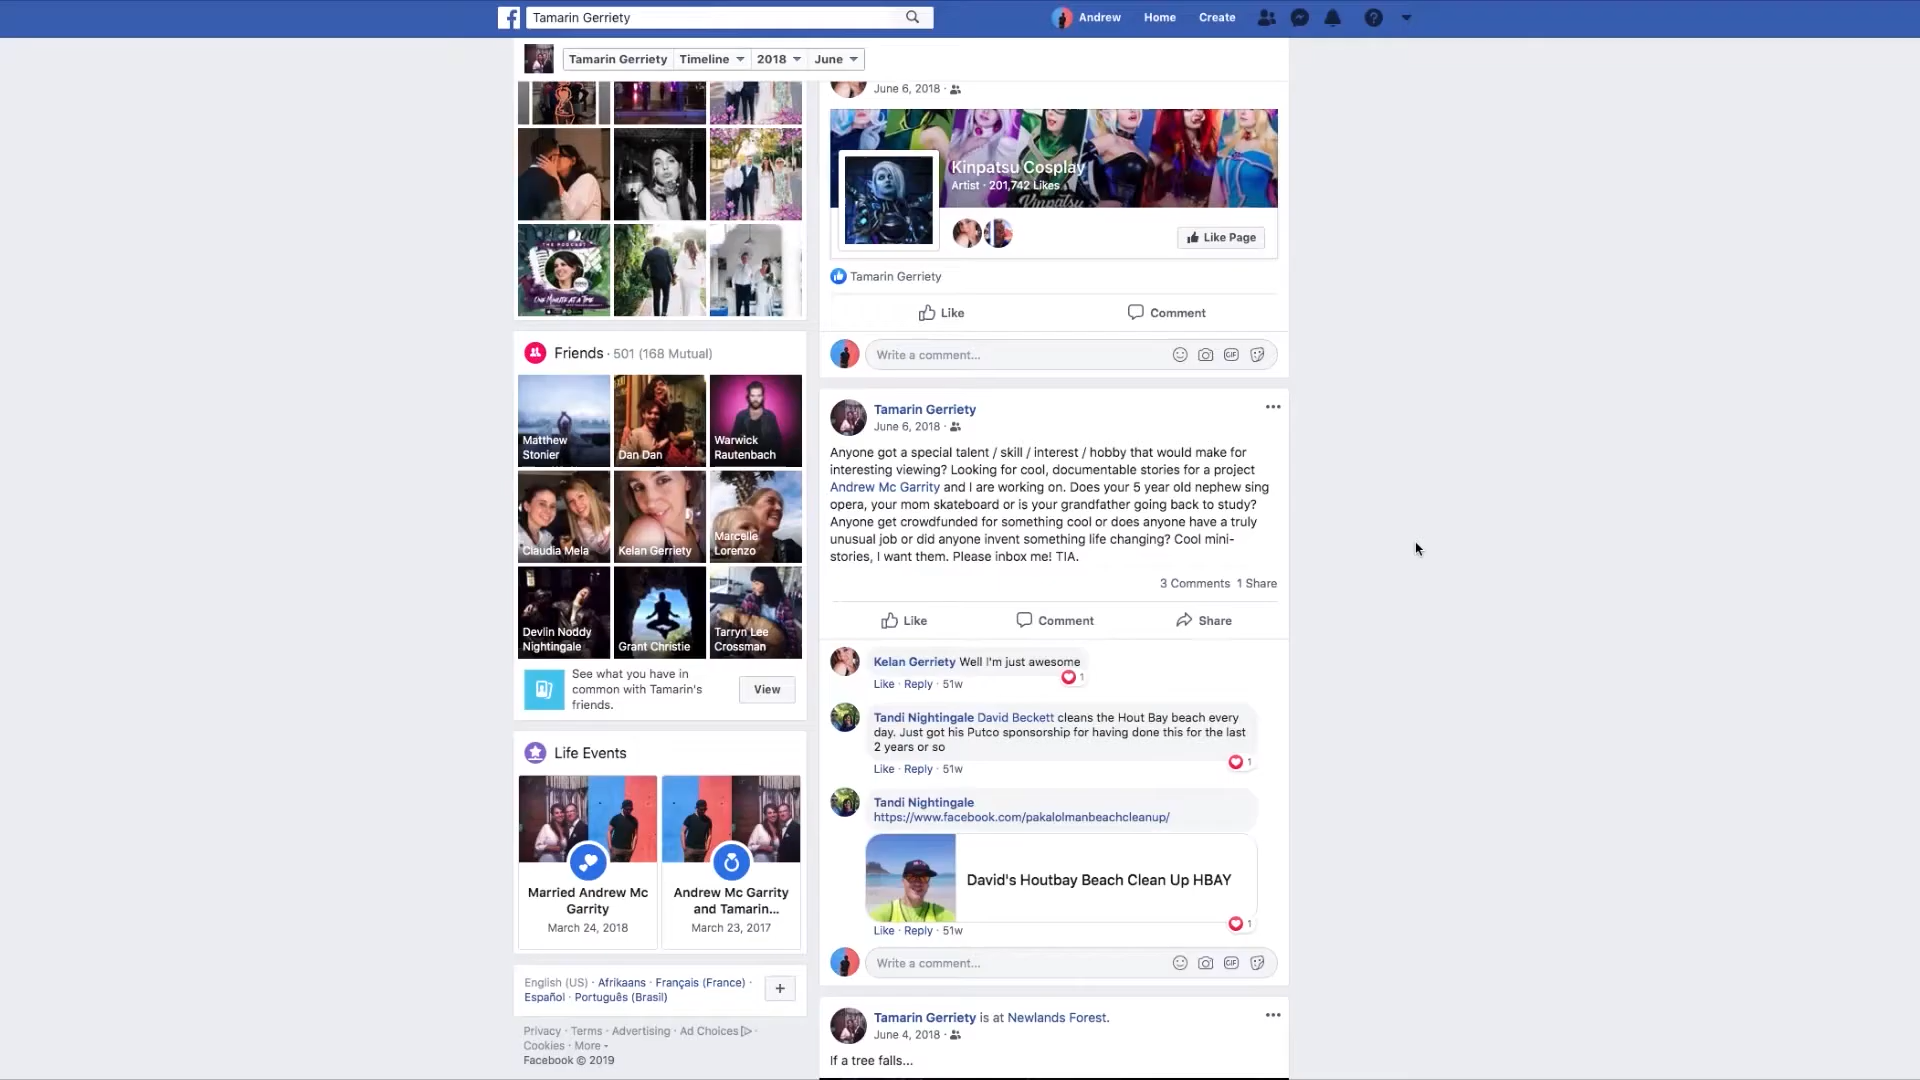 Tamarin Gerriety
Andrew
Home
Create
Tamarin Gerriety
Timeline
2018
June
June 6, 2018 ·
Kinpatsu Cosplay
Artist · 201,742 Likes
Kinpatsu
Like Page
Tamarin Gerriety
Like
Comment
Write a comment...
GIF
THE PODCAST
ONE MINUTE AT A TIME
Friends · 501 (168 Mutual)
Matthew
Stonier
Dan Dan
Warwick
Rautenbach
Claudia Mela
Kelan Gerriety
Marcelle
Lorenzo
Devlin Noddy
Nightingale
Grant Christie
Tarryn Lee
Crossman
See what you have in
common with Tamarin's
friends.
View
Life Events
Married Andrew Mc
Garrity
March 24, 2018
Andrew Mc Garrity
and Tamarin...
March 23, 2017
English (US) · Afrikaans · Français (France) ·
Español · Português (Brasil)
+
Privacy · Terms · Advertising · Ad Choices ·
Cookies · More
Facebook © 2019
Tamarin Gerriety
June 6, 2018 ·
Anyone got a special talent / skill / interest / hobby that would make for
interesting viewing? Looking for cool, documentable stories for a project
Andrew Mc Garrity and I are working on. Does your 5 year old nephew sing
opera, your mom skateboard or is your grandfather going back to study?
Anyone get crowdfunded for something cool or does anyone have a truly
unusual job or did anyone invent something life changing? Cool mini-
stories, I want them. Please inbox me! TIA.
3 Comments 1 Share
Like
Comment
Share
Kelan Gerriety Well I'm just awesome
1
Like · Reply · 51w
Tandi Nightingale David Beckett cleans the Hout Bay beach every
day. Just got his Putco sponsorship for having done this for the last
2 years or so
1
Like · Reply · 51w
Tandi Nightingale
https://www.facebook.com/pakalolmanbeachcleanup/
David's Houtbay Beach Clean Up HBAY
1
Like · Reply · 51w
Write a comment...
GIF
Tamarin Gerriety is at Newlands Forest.
June 4, 2018 ·
If a tree falls...